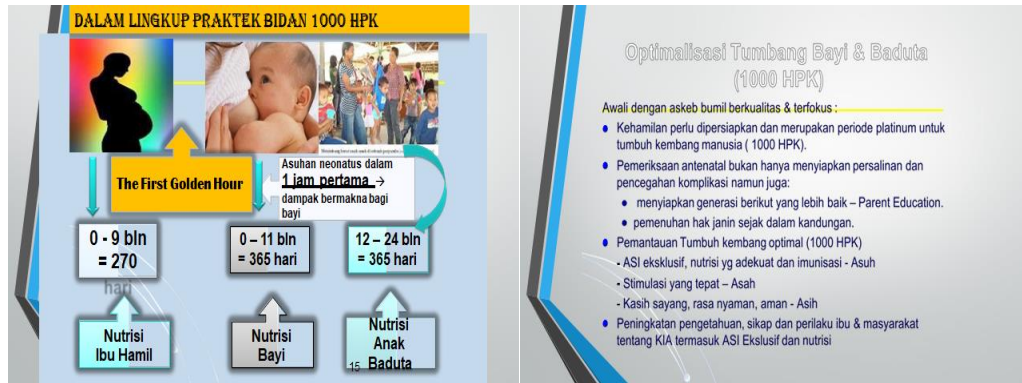 DALAM LINGKUP PRAKTEK BIDAN 1000 HPK
The First Golden Hour
Asuhan neonatus dalam
1 jam pertama →
dampak bermakna bagi
bayi
0 - 9 bln
= 270
hari
0 – 11 bln
= 365 hari
12 – 24 bln
= 365 hari
Nutrisi
Ibu Hamil
Nutrisi
Bayi
Nutrisi
Anak
Baduta
15
Optimalisasi Tumbang Bayi & Baduta
(1000 HPK)
Awali dengan askeb bumil berkualitas & terfokus :
● Kehamilan perlu dipersiapkan dan merupakan periode platinum untuk
tumbuh kembang manusia ( 1000 HPK).
● Pemeriksaan antenatal bukan hanya menyiapkan persalinan dan
pencegahan komplikasi namun juga:
● menyiapkan generasi berikut yang lebih baik – Parent Education.
● pemenuhan hak janin sejak dalam kandungan.
● Pemantauan Tumbuh kembang optimal (1000 HPK)
- ASI eksklusif, nutrisi yg adekuat dan imunisasi - Asuh
- Stimulasi yang tepat – Asah
- Kasih sayang, rasa nyaman, aman - Asih
● Peningkatan pengetahuan, sikap dan perilaku ibu & masyarakat
tentang KIA termasuk ASI Ekslusif dan nutrisi